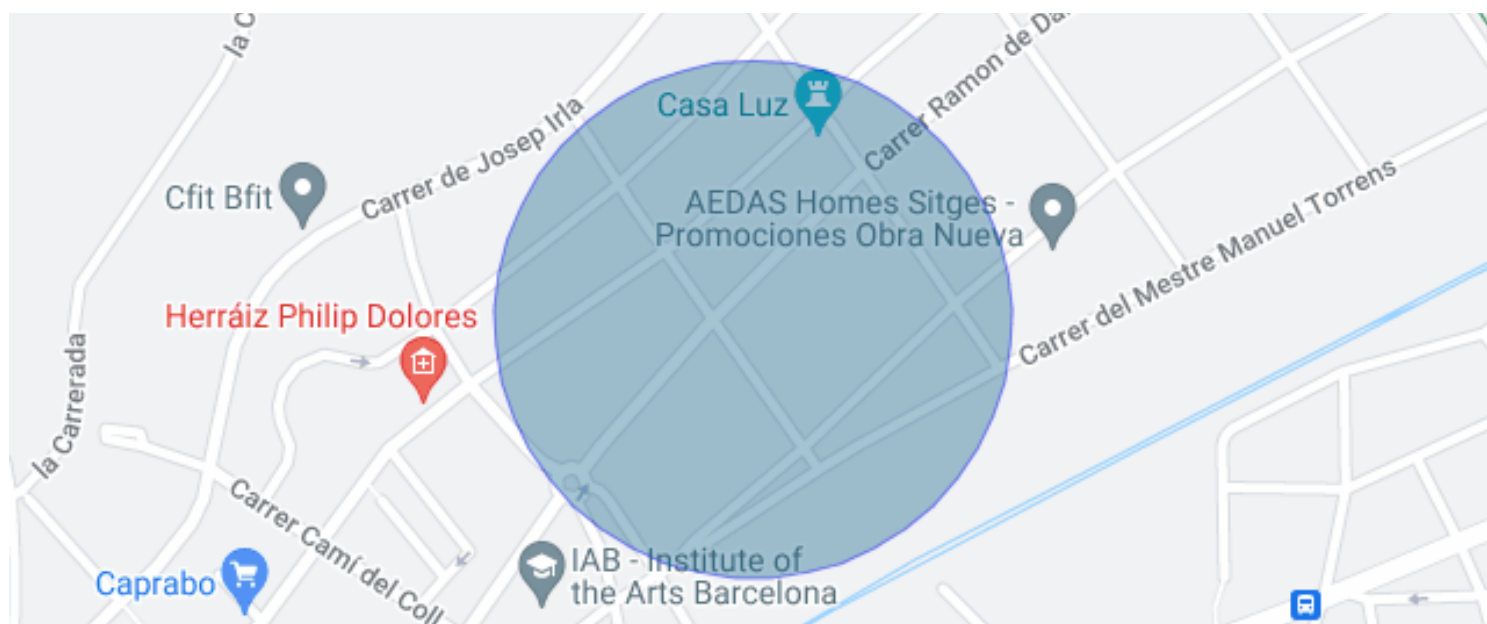 la C
Carrer Ramon de Da
Casa Luz
Carrer de Josep Irla
Cfit Bfit
AEDAS Homes Sitges -
Promociones Obra Nueva
Carrer del Mestre Manuel Torrens
Herráiz Philip Dolores
la Carrerada
Carrer Camí del Coll
IAB - Institute of
the Arts Barcelona
Caprabo